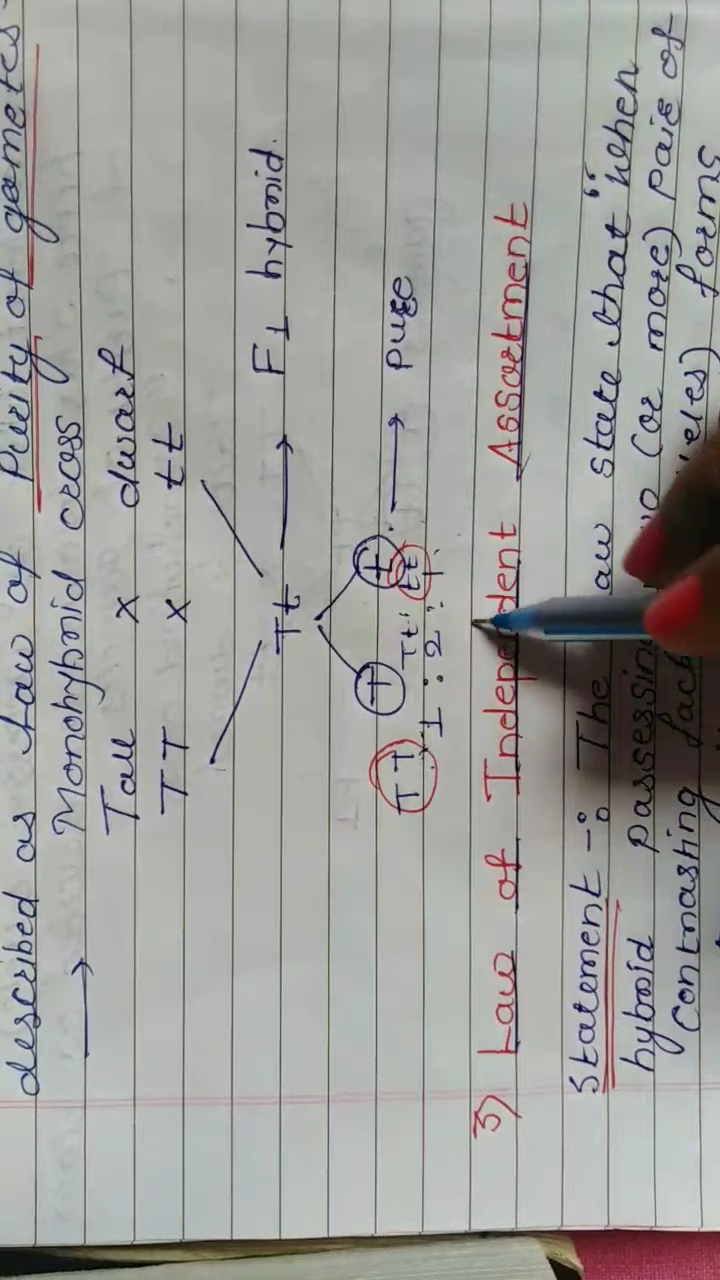 described as law of Purity of gametes
→ Monohybrid cross
Tall x dwarf
TT x tt
Tt → F1 hybrid
T t → pure
TT Tt tt
1 : 2 : 1
3) Law of Independent Assortment
Statement -: The law state that "when
hybrid possessing (or more) pair of
contrasting forms